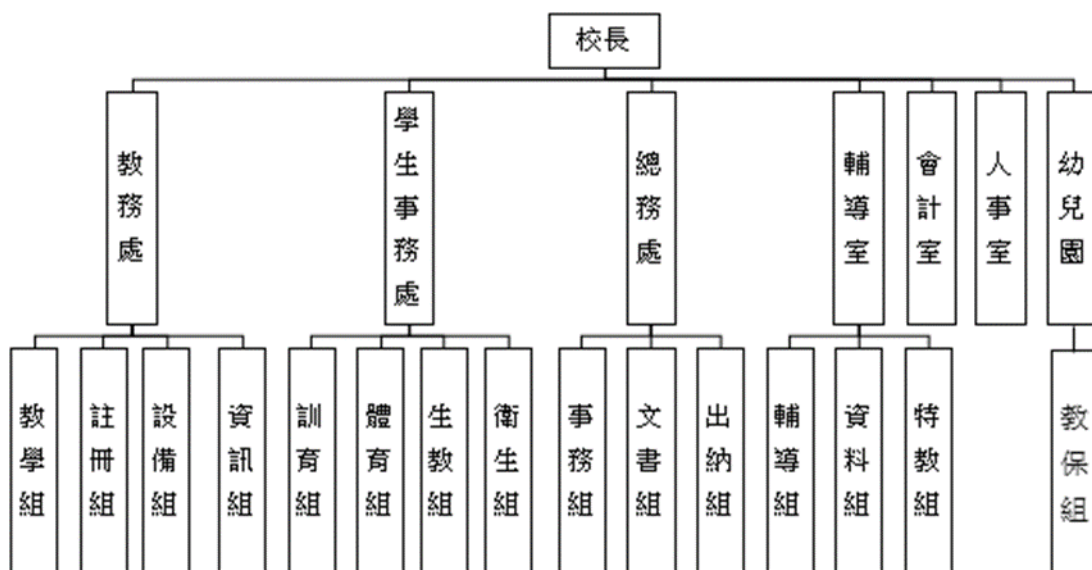 校長
教務處
學生事務處
總務處
輔導室
會計室
人事室
幼兒園
教學組
註冊組
設備組
資訊組
訓育組
體育組
生教組
衛生組
事務組
文書組
出納組
輔導組
資料組
特教組
教保組